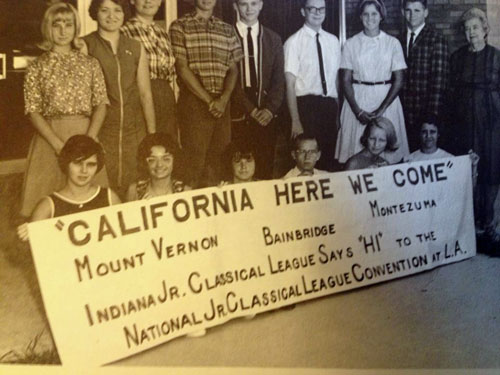 "CALIFORNIA HERE WE COME"
MOUNT VERNON BAINBRIDGE MONTEZUMA
INDIANA JR. CLASSICAL LEAGUE SAYS "HI" TO THE
NATIONAL JR. CLASSICAL LEAGUE CONVENTION AT L.A.